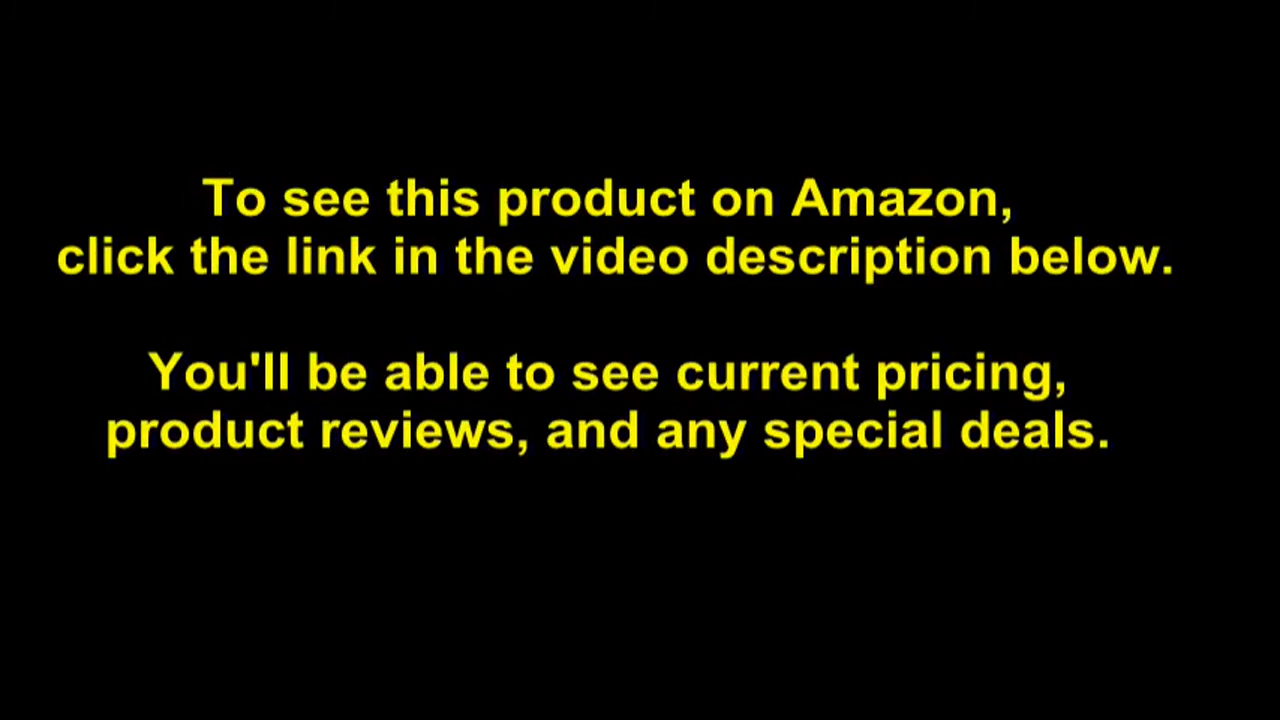 To see this product on Amazon,
click the link in the video description below.
You'll be able to see current pricing,
product reviews, and any special deals.